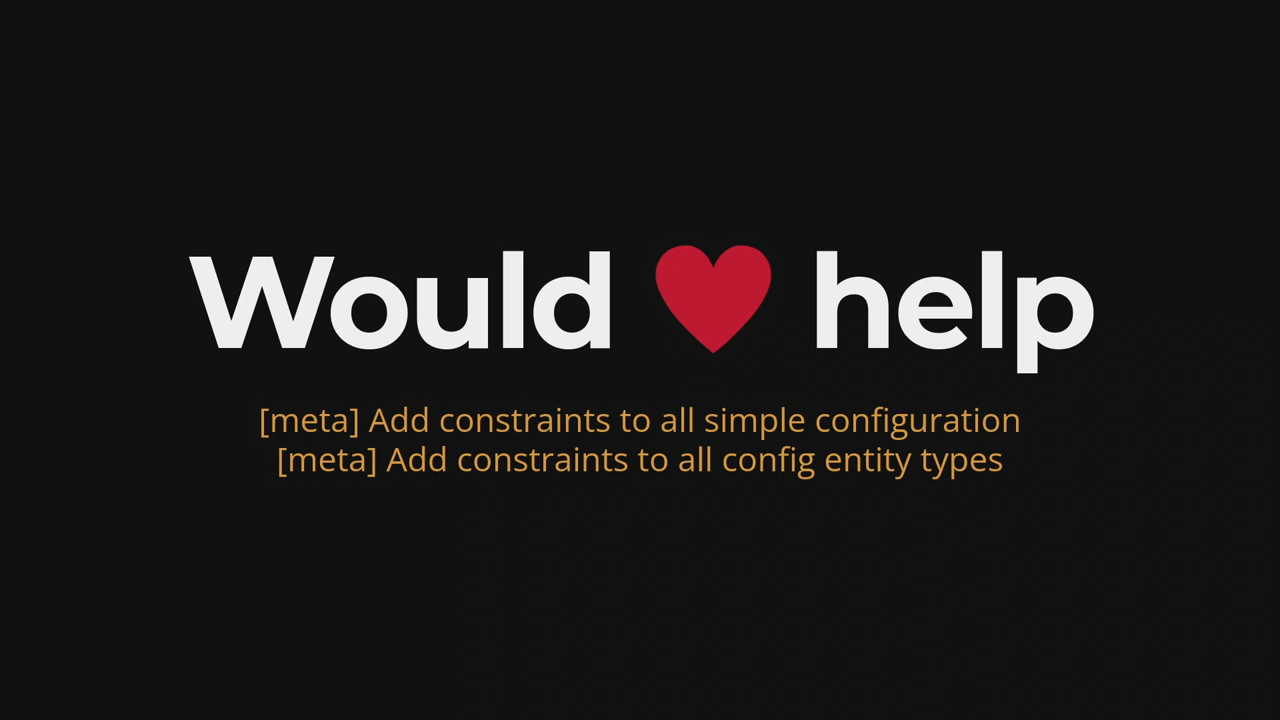 Would ❤ help
[meta] Add constraints to all simple configuration
[meta] Add constraints to all config entity types